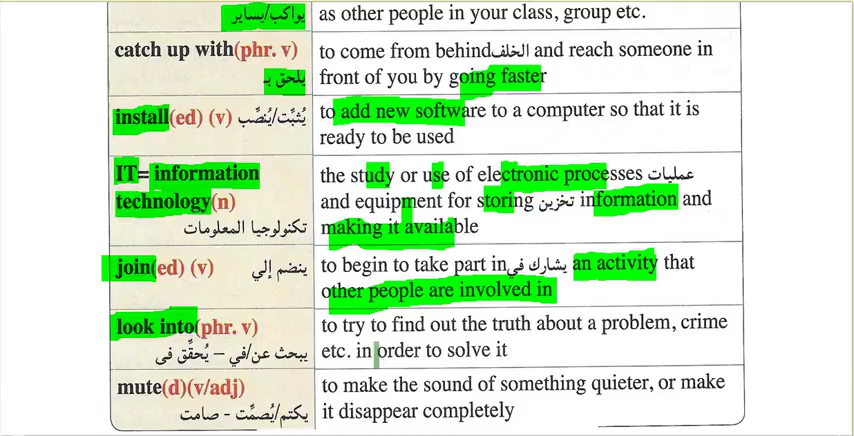 يواكب/يساير as other people in your class, group etc.
catch up with(phr. v) to come from behindالخلف and reach someone in
يلحق بـ front of you by going faster
install(ed) (v) يُثبِّت/يُنصِّب to add new software to a computer so that it is
ready to be used
IT= information the study or use of electronic processes عمليات
technology(n) and equipment for storing تخزين information and
تكنولوجيا المعلومات making it available
join(ed) (v) ينضم إلي to begin to take part inيشارك في an activity that
other people are involved in
look into(phr. v) to try to find out the truth about a problem, crime
يبحث عن/في – يُحقِّق فى etc. in order to solve it
mute(d)(v/adj) to make the sound of something quieter, or make
يكتم/يُصمِّت - صامت it disappear completely